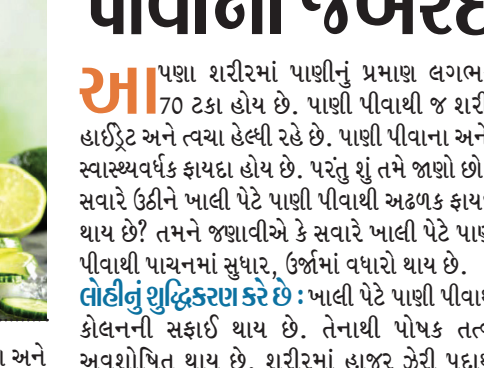 પીવાના જબરદ
આપણા શરીરમાં પાણીનું પ્રમાણ લગભ
70 ટકા હોય છે. પાણી પીવાથી જ શરી
હાઈડ્રેટ અને ત્વચા હેલ્ધી રહે છે. પાણી પીવાના અને
સ્વાસ્થ્યવર્ધક ફાયદા હોય છે. પરંતુ શું તમે જાણો છો
સવારે ઉઠીને ખાલી પેટે પાણી પીવાથી અઢળક ફાય
થાય છે? તમને જણાવીએ કે સવારે ખાલી પેટે પાણ
પીવાથી પાચનમાં સુધાર, ઉર્જામાં વધારો થાય છે.
લોહીનું શુદ્ધિકરણ કરે છે : ખાલી પેટે પાણી પીવાથ
કોલનની સફાઈ થાય છે. તેનાથી પોષક તત્
અવશોષિત થાય છે. શરીરમાં હાજર ઝેરી પદાથ
અને